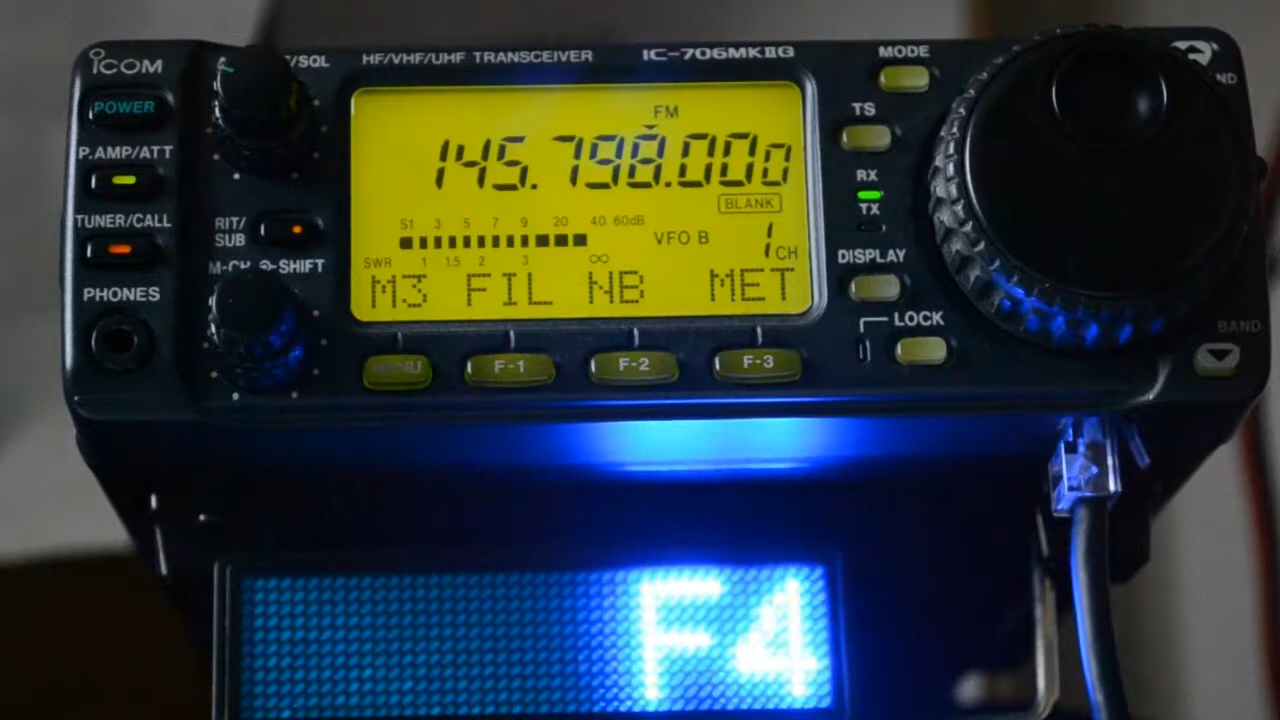 ICOM
/SQL
HF/VHF/UHF TRANSCEIVER
IC-706MKIIG
MODE
POWER
FM
TS
145.798.000
P.AMP/ATT
RX
BLANK
TX
TUNER/CALL
RIT/
SUB
S1 3 5 7 9 20 40 60dB
VFO B
1CH
SWR 1 1.5 2 3 ∞
DISPLAY
M-CH
-SHIFT
M3 FIL NB MET
PHONES
LOCK
BAND
MENU
F-1
F-2
F-3
F4